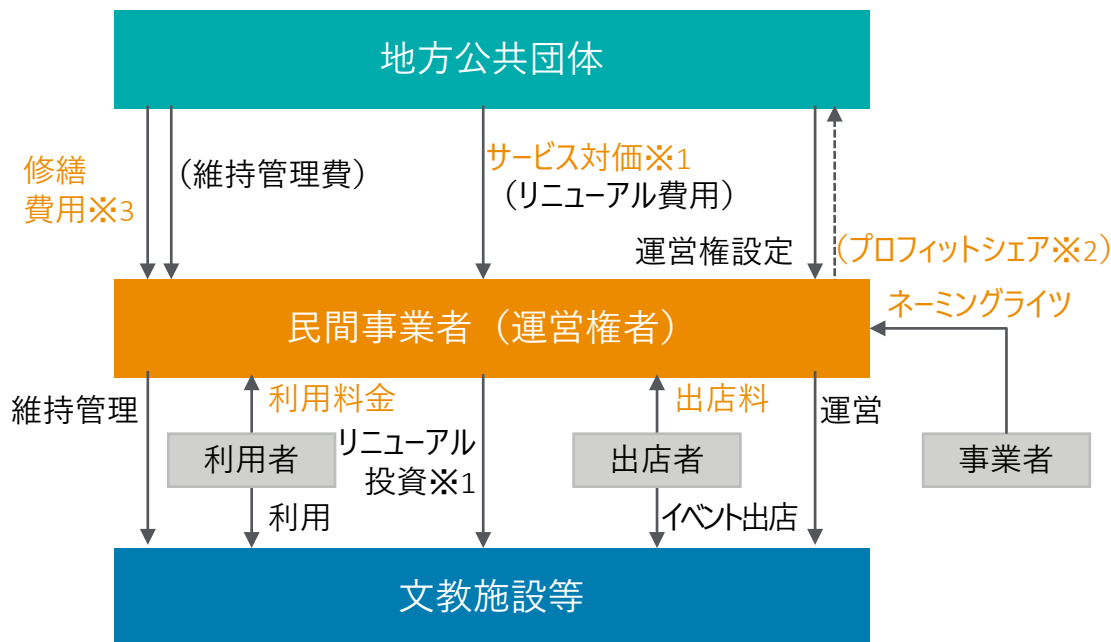 地方公共団体
修繕
費用※3
(維持管理費)
サービス対価※1
(リニューアル費用)
運営権設定
(プロフィットシェア※2)
ネーミングライツ
民間事業者（運営権者）
維持管理
利用料金
リニューアル
投資※1
出店料
運営
利用者
出店者
事業者
利用
イベント出店
文教施設等